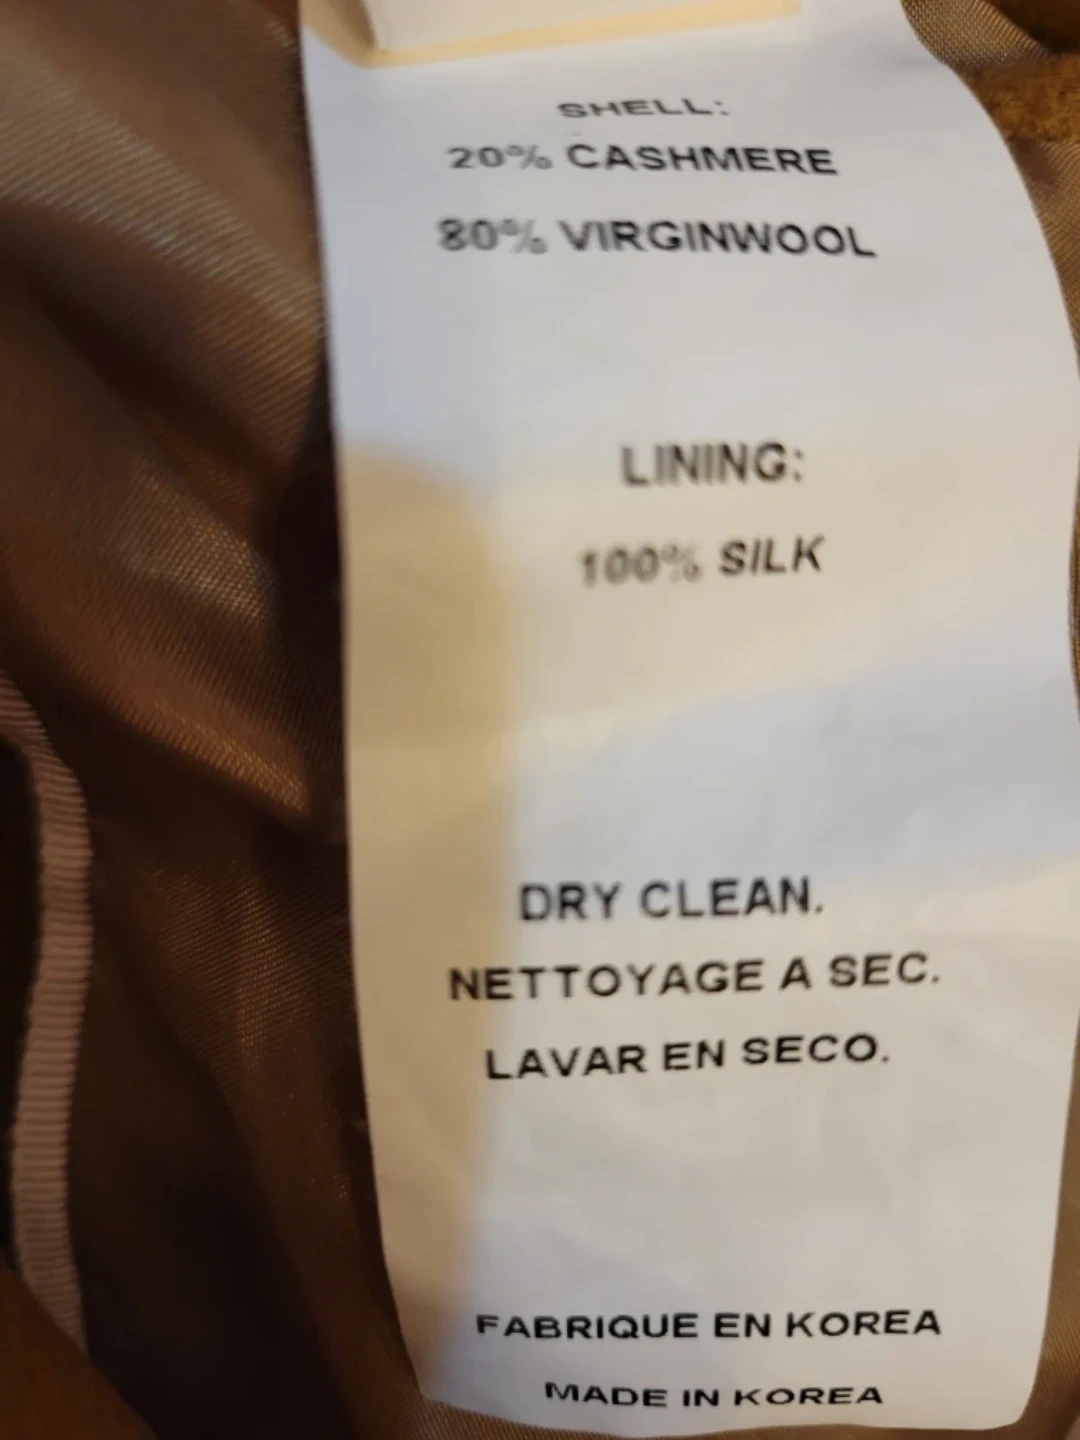 SHELL:
20% CASHMERE
80% VIRGINWOOL
LINING:
100% SILK
DRY CLEAN.
NETTOYAGE A SEC.
LAVAR EN SECO.
FABRIQUE EN KOREA
MADE IN KOREA